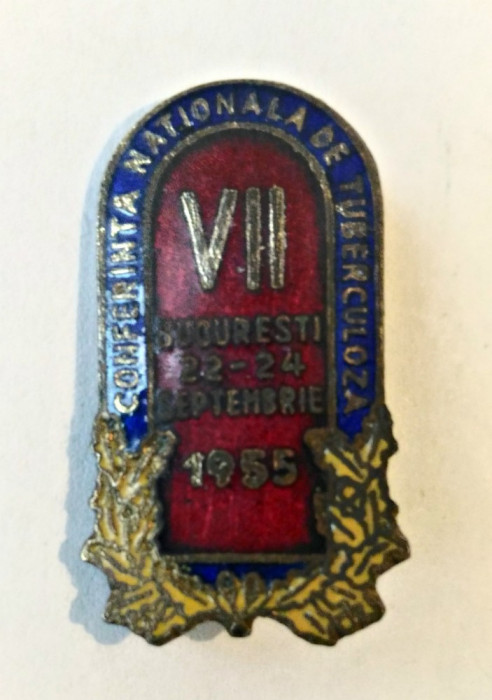 CONFERINTA NATIONALA DE TUBERCULOZA
VII
BUCURESTI
22-24
SEPTEMBRIE
1955